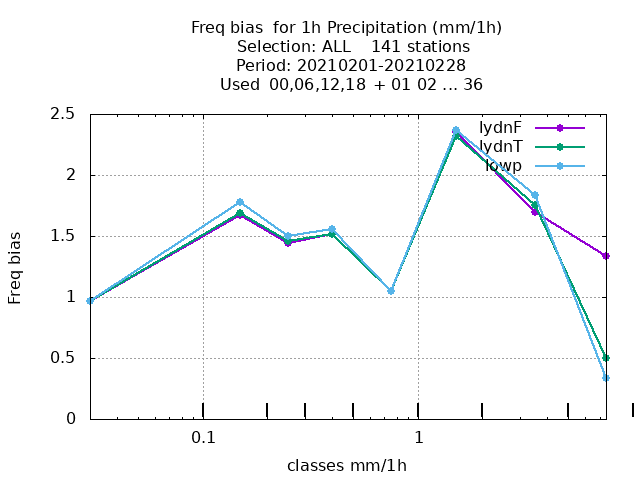 Freq bias  for 1h Precipitation (mm/1h)
Selection: ALL    141 stations
Period: 20210201-20210228
Used  00,06,12,18  + 01 02 ... 36
lydnF
lydnT
lowp
2.5
2
1.5
1
0.5
0
Freq bias
0.1
1
classes mm/1h